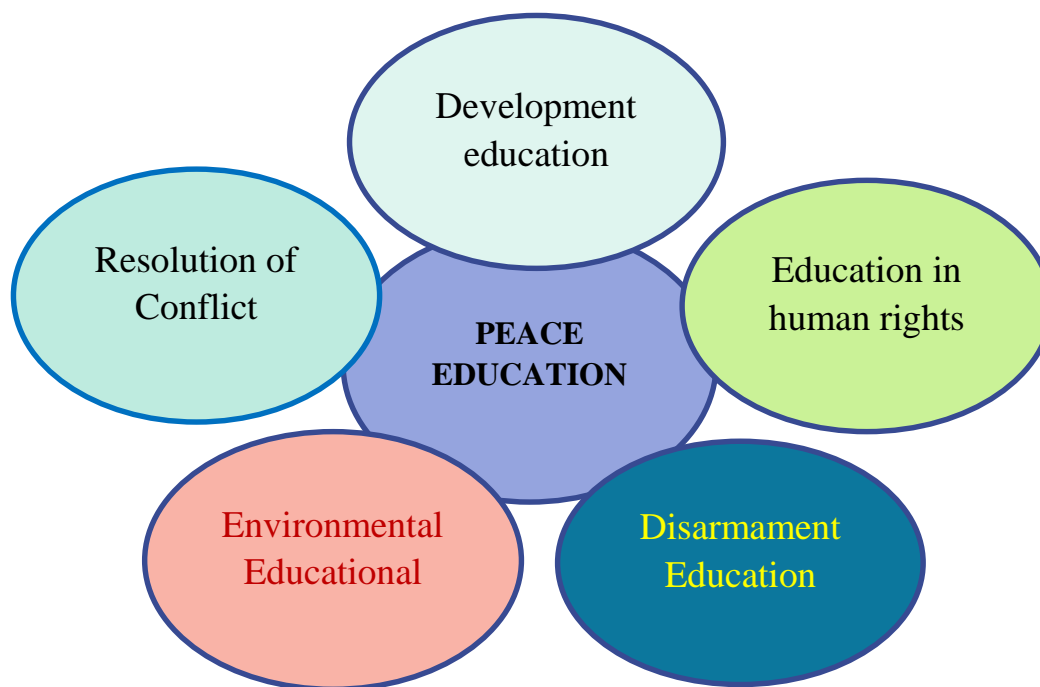 Development
education
Resolution of
Conflict
Education in
human rights
PEACE
EDUCATION
Environmental
Educational
Disarmament
Education